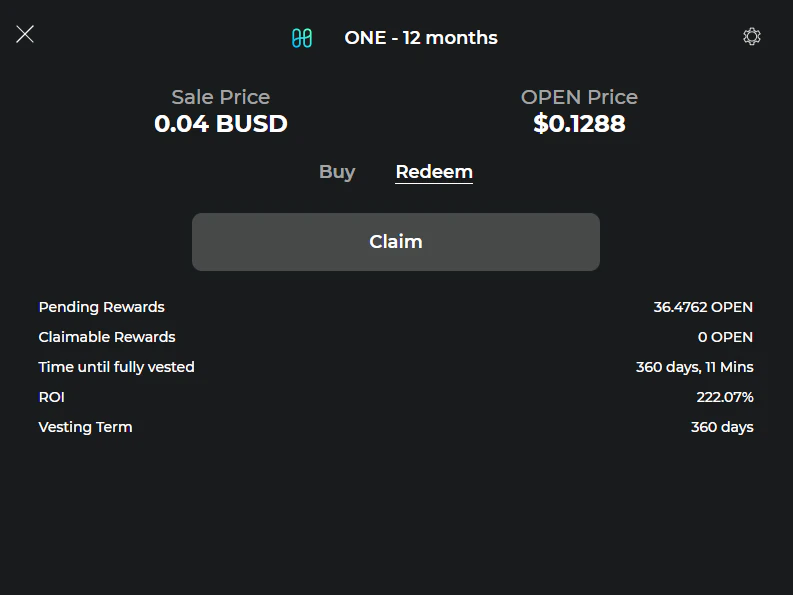 ONE - 12 months
Sale Price
0.04 BUSD
OPEN Price
$0.1288
Buy Redeem
Claim
Pending Rewards 36.4762 OPEN
Claimable Rewards 0 OPEN
Time until fully vested 360 days, 11 Mins
ROI 222.07%
Vesting Term 360 days